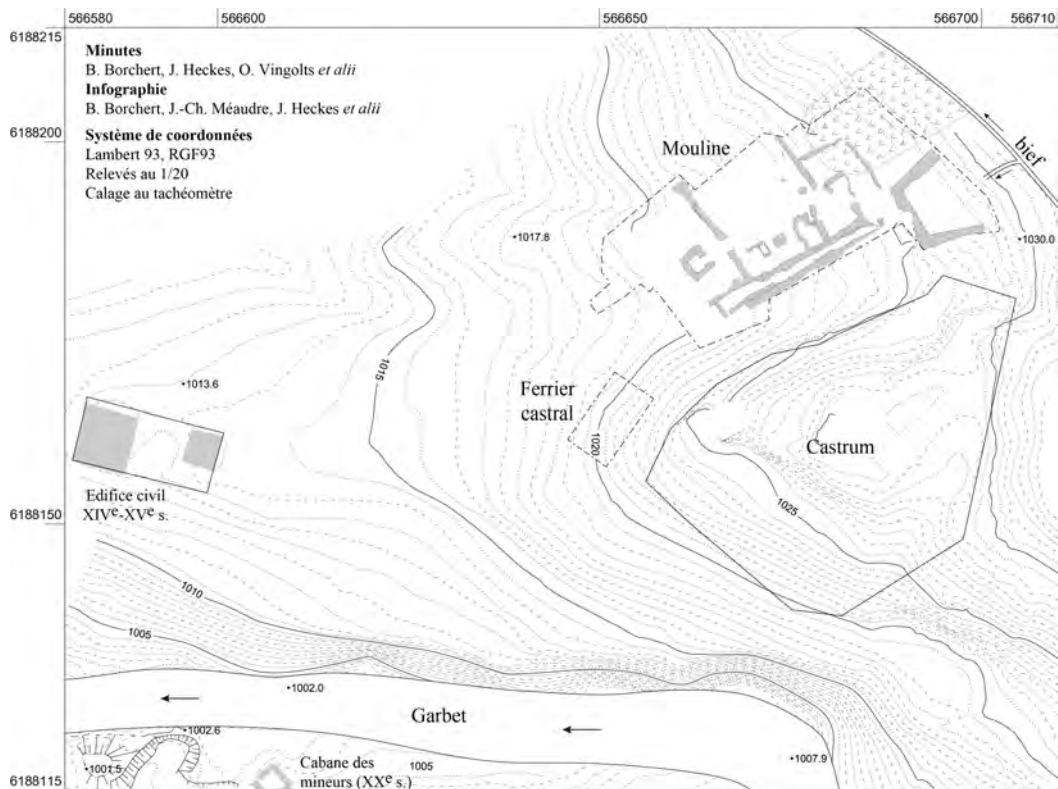 566580
566600
566650
566700
566710
6188215
Minutes
B. Borchert, J. Heckes, O. Vingolts et alii
Infographie
B. Borchert, J.-Ch. Méaudre, J. Heckes et alii
Système de coordonnées
Lambert 93, RGF93
Relevés au 1/20
Calage au tachéomètre
6188200
Mouline
bief
1017.8
1030.0
1015
1013.6
Ferrier
castral
1020
Castrum
Edifice civil
XIVe-XVe s.
1025
6188150
1010
1005
1002.0
Garbet
1002.6
1001.5
Cabane des
mineurs (XXe s.)
1005
1007.9
6188115